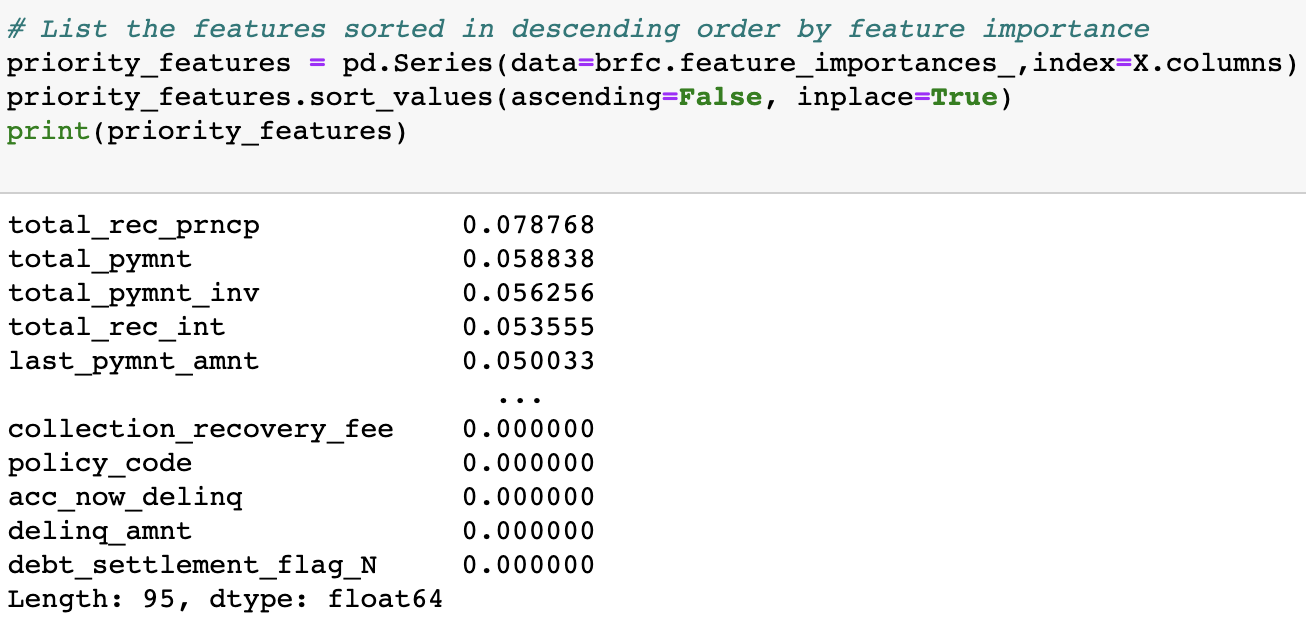 # List the features sorted in descending order by feature importance
priority_features = pd.Series(data=brfc.feature_importances_,index=X.columns)
priority_features.sort_values(ascending=False, inplace=True)
print(priority_features)
total_rec_prncp 0.078768
total_pymnt 0.058838
total_pymnt_inv 0.056256
total_rec_int 0.053555
last_pymnt_amnt 0.050033
...
collection_recovery_fee 0.000000
policy_code 0.000000
acc_now_delinq 0.000000
delinq_amnt 0.000000
debt_settlement_flag_N 0.000000
Length: 95, dtype: float64